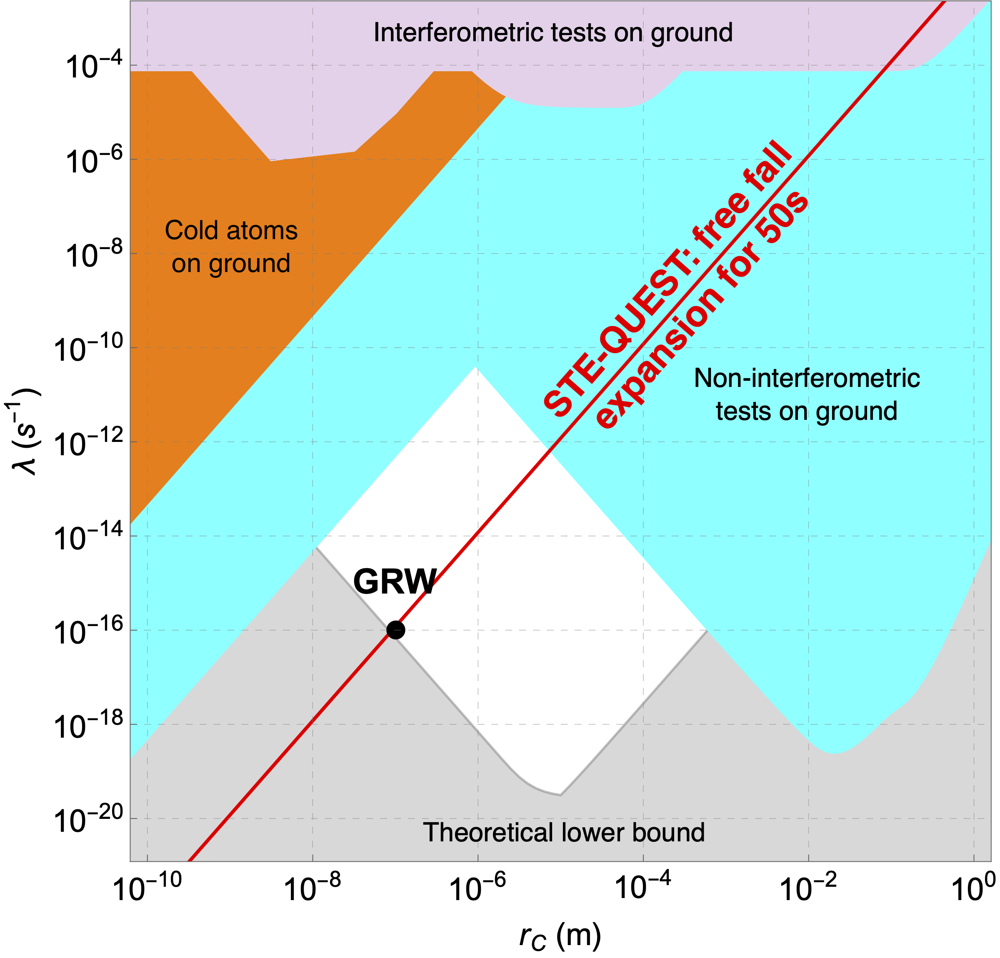 Interferometric tests on ground
10⁻⁴
10⁻⁶
Cold atoms
on ground
10⁻⁸
STE-QUEST: free fall
expansion for 50s
10⁻¹⁰
Non-interferometric
tests on ground
λ (s⁻¹)
10⁻¹²
10⁻¹⁴
GRW
10⁻¹⁶
10⁻¹⁸
10⁻²⁰
Theoretical lower bound
10⁻¹⁰ 10⁻⁸ 10⁻⁶ 10⁻⁴ 10⁻² 10⁰
r_C (m)